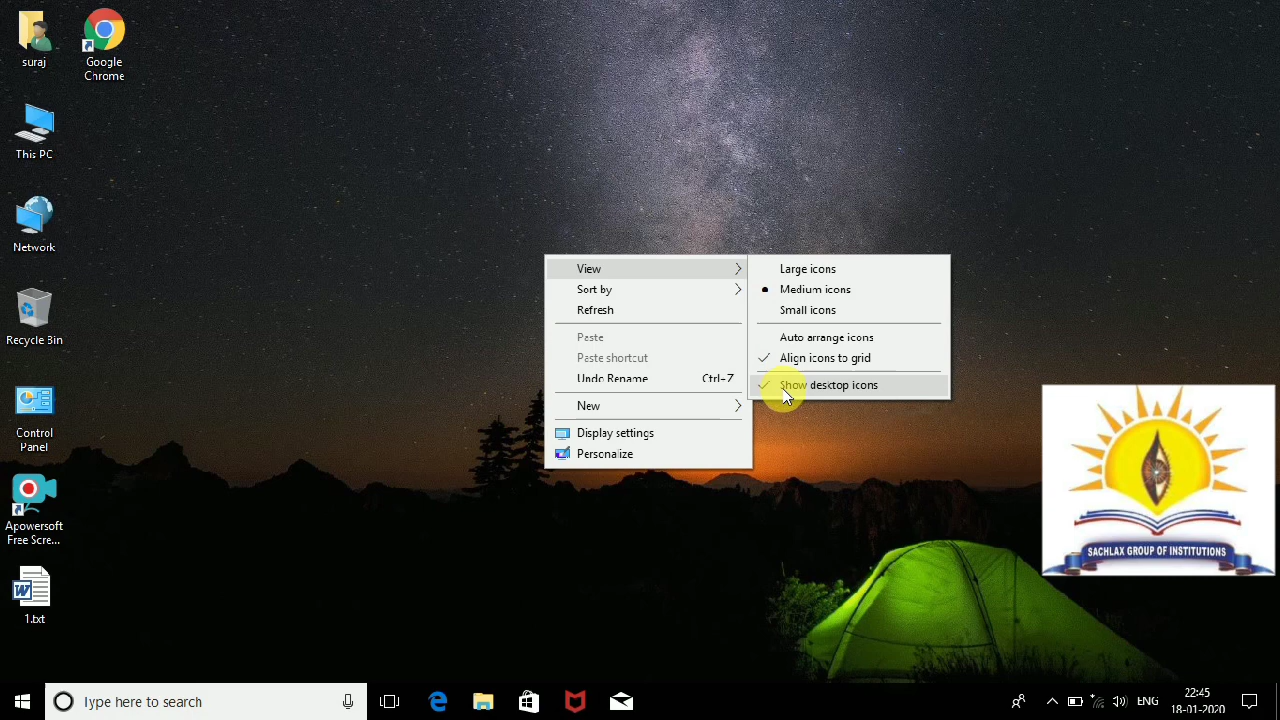 suraj
Google
Chrome
This PC
Network
Recycle Bin
Control
Panel
Apowersoft
Free Scre...
1.txt
View
Sort by
Refresh
Paste
Paste shortcut
Undo Rename Ctrl+Z
New
Display settings
Personalize
Large icons
Medium icons
Small icons
Auto arrange icons
Align icons to grid
Show desktop icons
SACHLAX GROUP OF INSTITUTIONS
Type here to search
ENG
22:45
18-01-2020